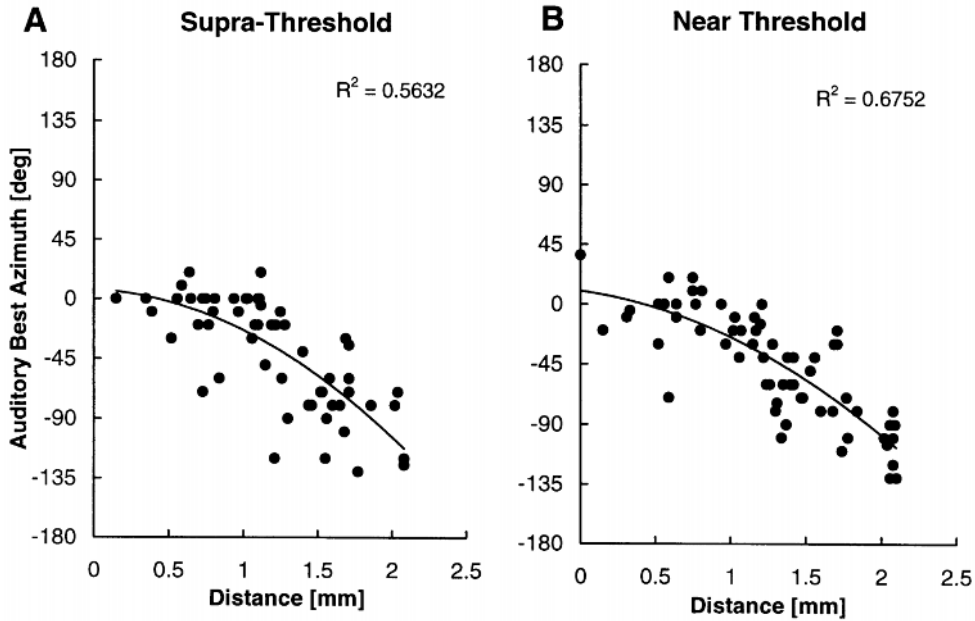 A
Supra-Threshold
R² = 0.5632
Auditory Best Azimuth [deg]
180
135
90
45
0
-45
-90
-135
-180
0 0.5 1 1.5 2 2.5
Distance [mm]
B
Near Threshold
R² = 0.6752
180
135
90
45
0
-45
-90
-135
-180
0 0.5 1 1.5 2 2.5
Distance [mm]